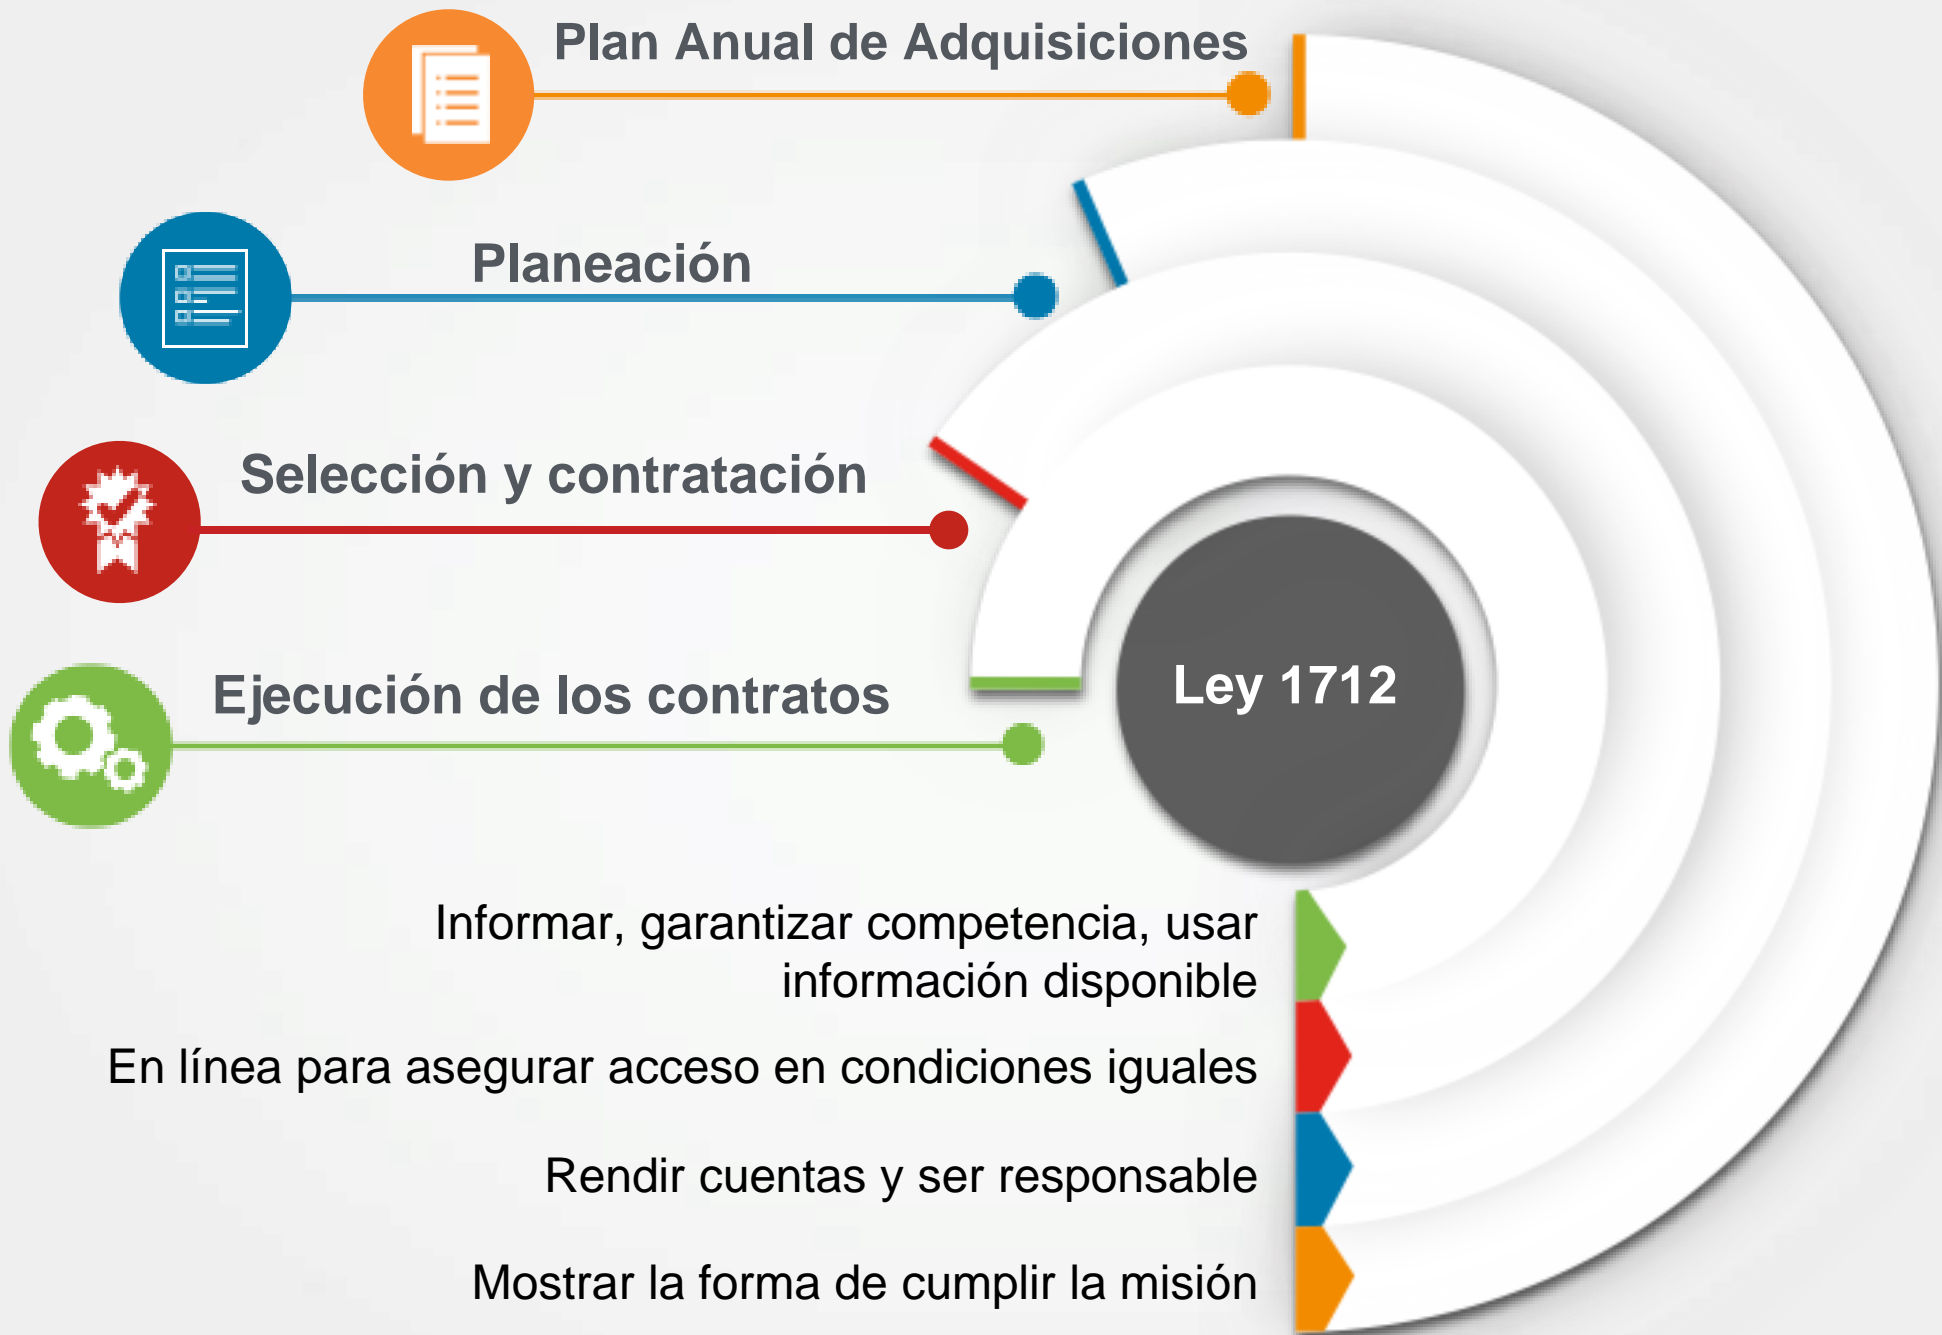 Plan Anual de Adquisiciones
Planeación
Selección y contratación
Ejecución de los contratos
Ley 1712
Informar, garantizar competencia, usar
información disponible
En línea para asegurar acceso en condiciones iguales
Rendir cuentas y ser responsable
Mostrar la forma de cumplir la misión